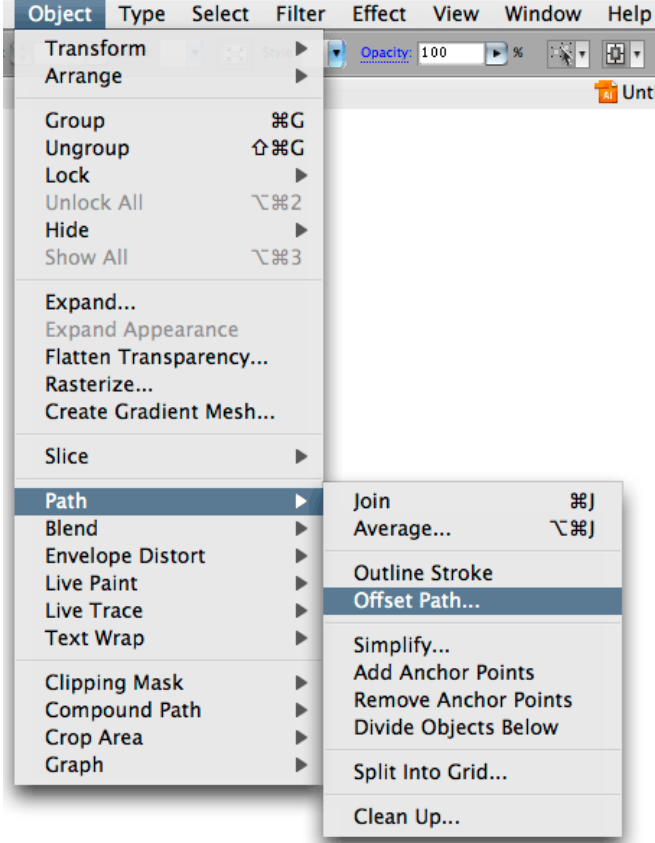 Object Type Select Filter Effect View Window Help
Opacity: 100 %
Unt
Transform
Arrange
Group ⌘G
Ungroup ⇧⌘G
Lock
Unlock All ⌥⌘2
Hide
Show All ⌥⌘3
Expand...
Expand Appearance
Flatten Transparency...
Rasterize...
Create Gradient Mesh...
Slice
Path
Blend
Envelope Distort
Live Paint
Live Trace
Text Wrap
Clipping Mask
Compound Path
Crop Area
Graph
Join ⌘J
Average... ⌥⌘J
Outline Stroke
Offset Path...
Simplify...
Add Anchor Points
Remove Anchor Points
Divide Objects Below
Split Into Grid...
Clean Up...